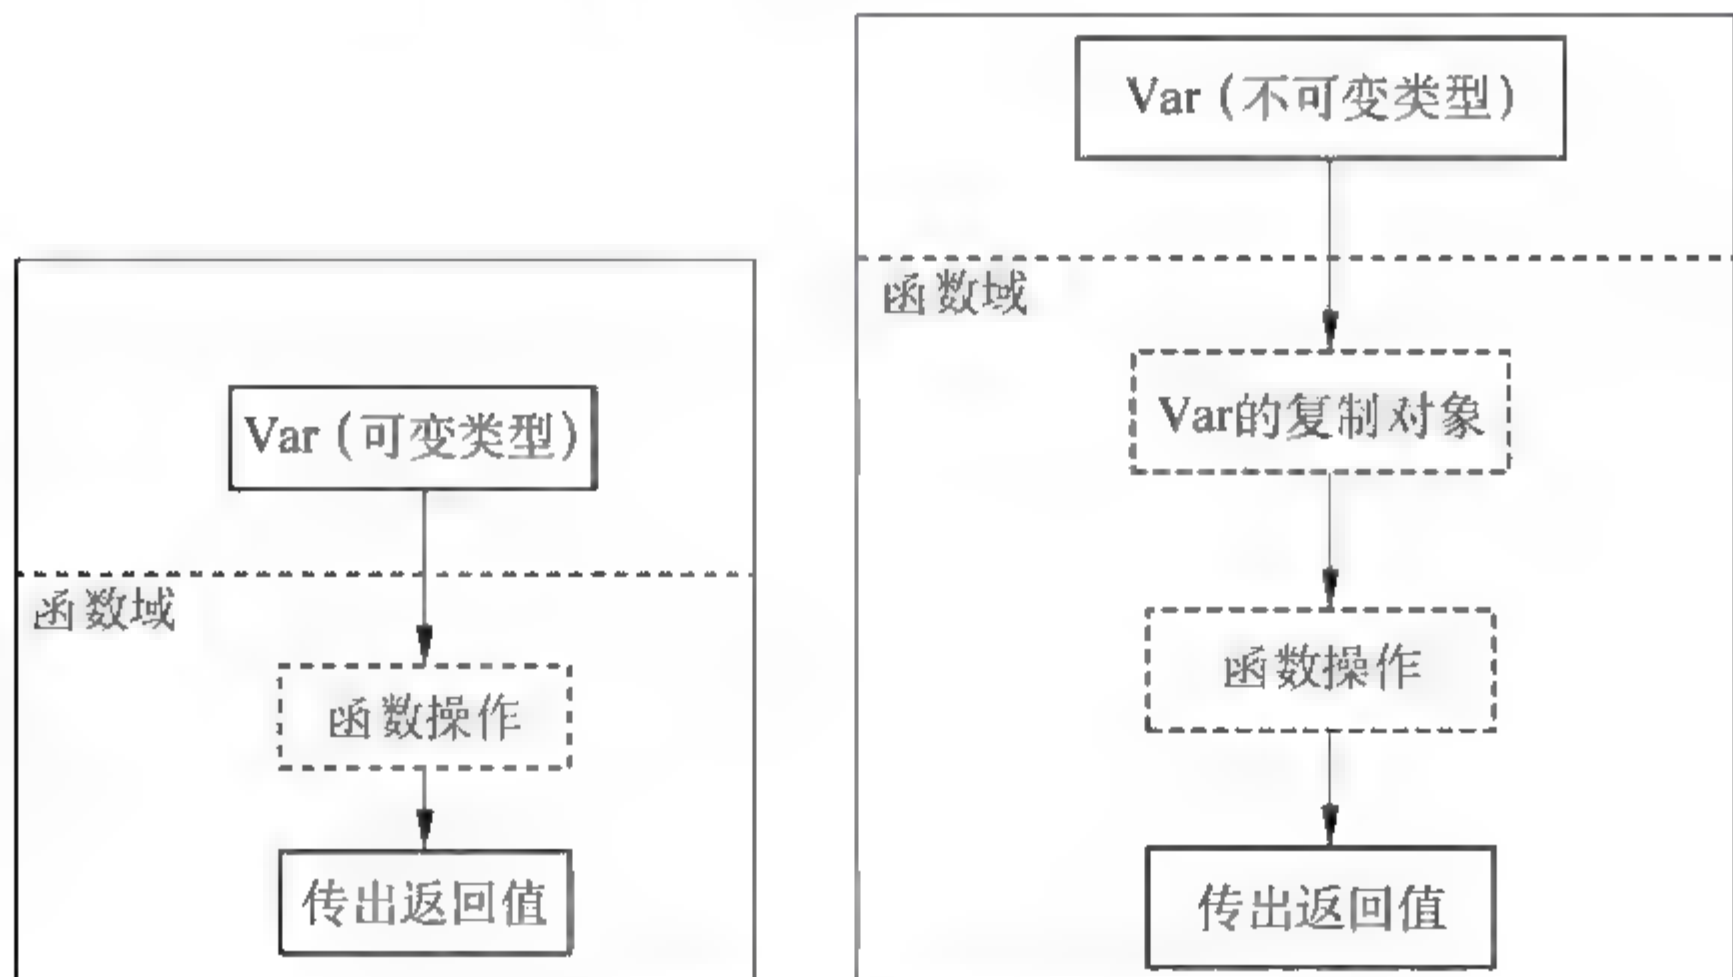 Var (可变类型)
函数域
函数操作
传出返回值
Var (不可变类型)
函数域
Var的复制对象
函数操作
传出返回值